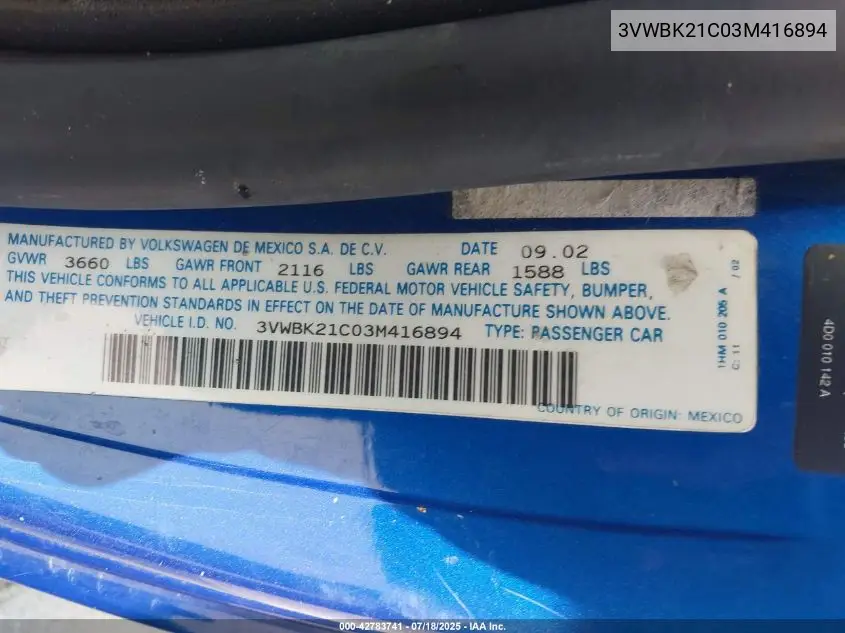 3VWBK21C03M416894
MANUFACTURED BY VOLKSWAGEN DE MEXICO S.A. DE C.V. DATE 09.02
GVWR 3660 LBS GAWR FRONT 2116 LBS GAWR REAR 1588 LBS
THIS VEHICLE CONFORMS TO ALL APPLICABLE U.S. FEDERAL MOTOR VEHICLE SAFETY, BUMPER,
AND THEFT PREVENTION STANDARDS IN EFFECT ON THE DATE OF MANUFACTURE SHOWN ABOVE.
VEHICLE I.D. NO. 3VWBK21C03M416894 TYPE: PASSENGER CAR
COUNTRY OF ORIGIN: MEXICO
1HM 010 205 A / 02
C: 11
4D0 010 142 A
000-42783741 - 07/18/2025 - IAA Inc.